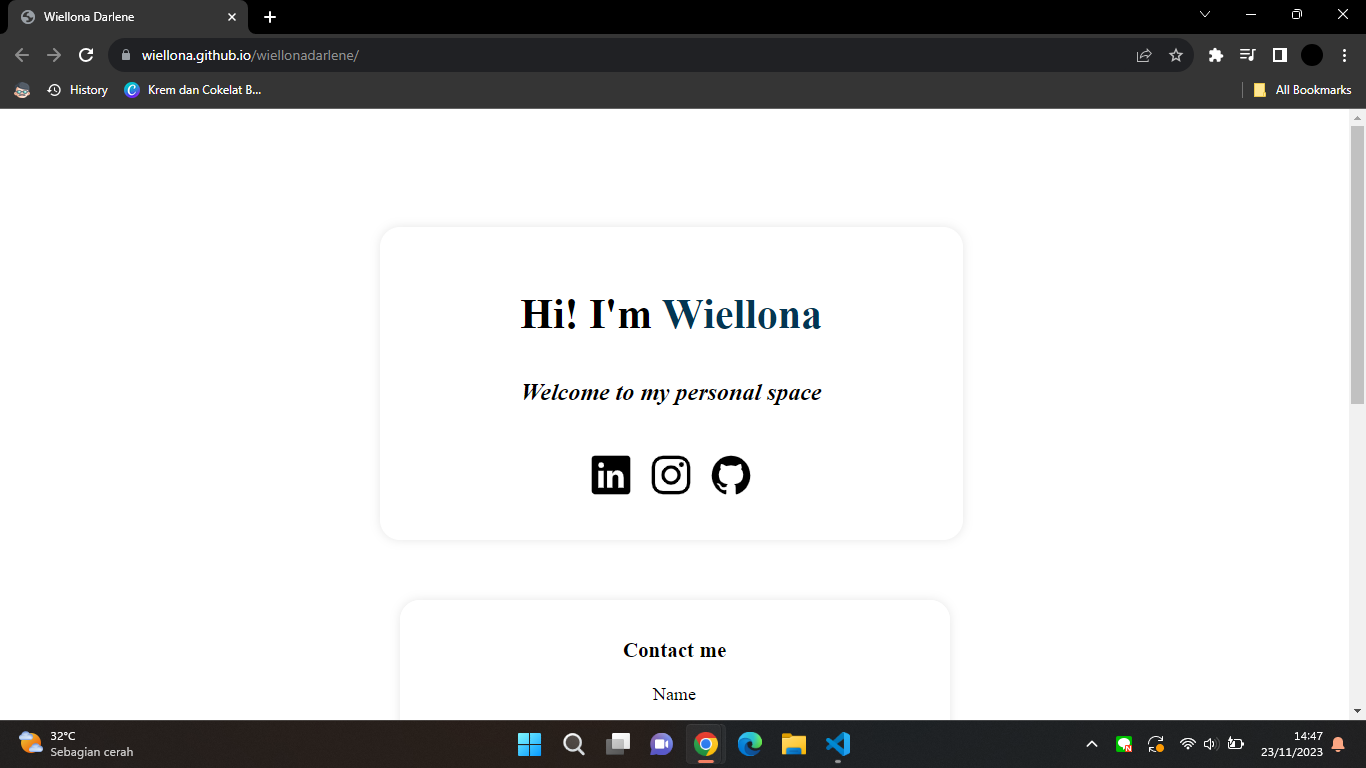 Wiellona Darlene
wiellona.github.io/wiellonadarlene/
History
Krem dan Cokelat B...
All Bookmarks
Hi! I'm Wiellona
Welcome to my personal space
in
Contact me
Name
32°C
Sebagian cerah
14:47
23/11/2023